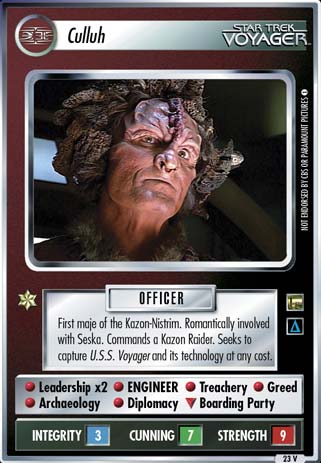 Culluh
STAR TREK
VOYAGER
NOT ENDORSED BY CBS OR PARAMOUNT PICTURES
OFFICER
First maje of the Kazon-Nistrim. Romantically involved
with Seska. Commands a Kazon Raider. Seeks to
capture U.S.S. Voyager and its technology at any cost.
Leadership x2 ENGINEER Treachery Greed
Archaeology Diplomacy Boarding Party
INTEGRITY 3 CUNNING 7 STRENGTH 9
23 V